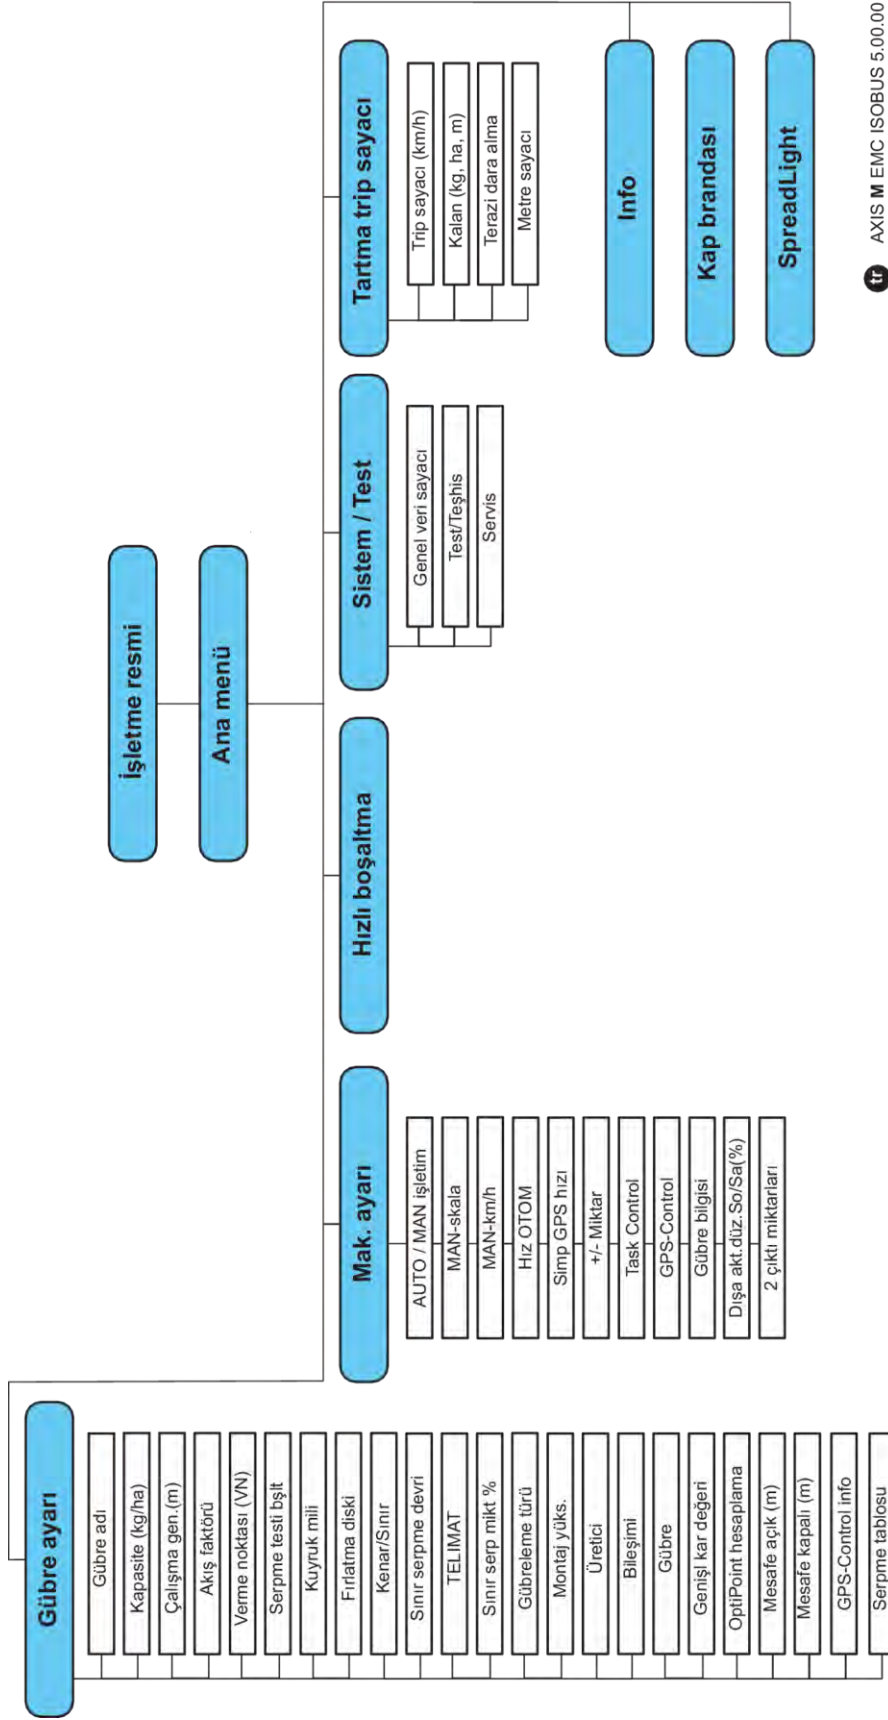 İşletme resmi
Ana menü
Gübre ayarı
Gübre adı
Kapasite (kg/ha)
Çalışma gen.(m)
Akış faktörü
Verme noktası (VN)
Serpme testi bşlt
Kuyruk mili
Fırlatma diski
Kenar/Sınır
Sınır serpme devri
TELIMAT
Sınır serp mikt %
Gübreleme türü
Montaj yüks.
Üretici
Bileşimi
Gübre
Genişl kar değeri
OptiPoint hesaplama
Mesafe açık (m)
Mesafe kapalı (m)
GPS-Control info
Serpme tablosu
Mak. ayarı
AUTO / MAN işletim
MAN-skala
MAN-km/h
Hız OTOM
Simp GPS hızı
+/- Miktar
Task Control
GPS-Control
Gübre bilgisi
Dışa akt.düz.So/Sa(%)
2 çıktı miktarları
Hızlı boşaltma
Sistem / Test
Genel veri sayacı
Test/Teşhis
Servis
Tartma trip sayacı
Trip sayacı (km/h)
Kalan (kg, ha, m)
Terazi dara alma
Metre sayacı
Info
Kap brandası
SpreadLight
tr AXIS M EMC ISOBUS 5.00.00